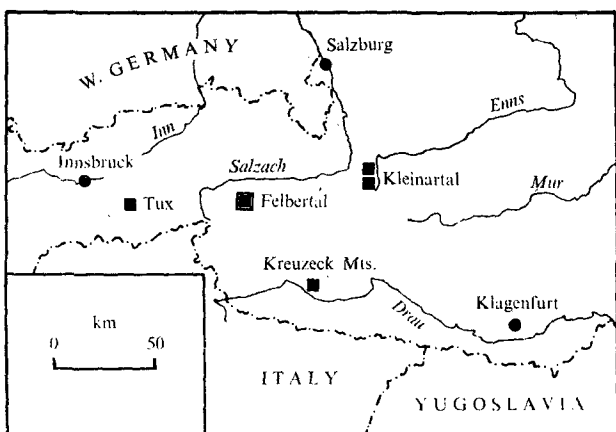 Salzburg
W. GERMANY
Enns
Inn
Innsbruck
Salzach
Kleinartal
Mur
Tux
Felbertal
Kreuzeck Mts.
Klagenfurt
Drau
km
0 50
ITALY
YUGOSLAVIA